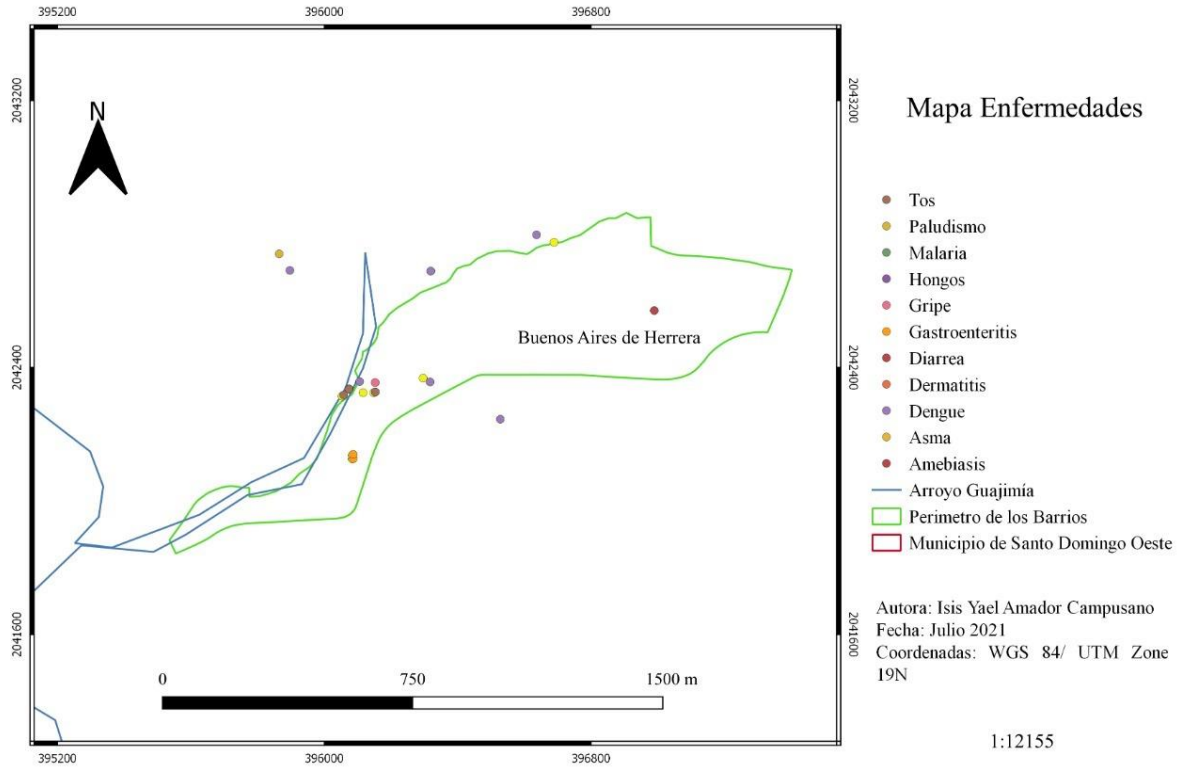 395200
396000
396800
2043200
2043200
N
Mapa Enfermedades
Tos
Paludismo
Malaria
Hongos
Gripe
Gastroenteritis
Diarrea
Dermatitis
Dengue
Asma
Amebiasis
Arroyo Guajimía
Perimetro de los Barrios
Municipio de Santo Domingo Oeste
Buenos Aires de Herrera
2042400
2042400
2041600
2041600
Autora: Isis Yael Amador Campusano
Fecha: Julio 2021
Coordenadas: WGS 84/ UTM Zone
19N
0
750
1500 m
1:12155
395200
396000
396800